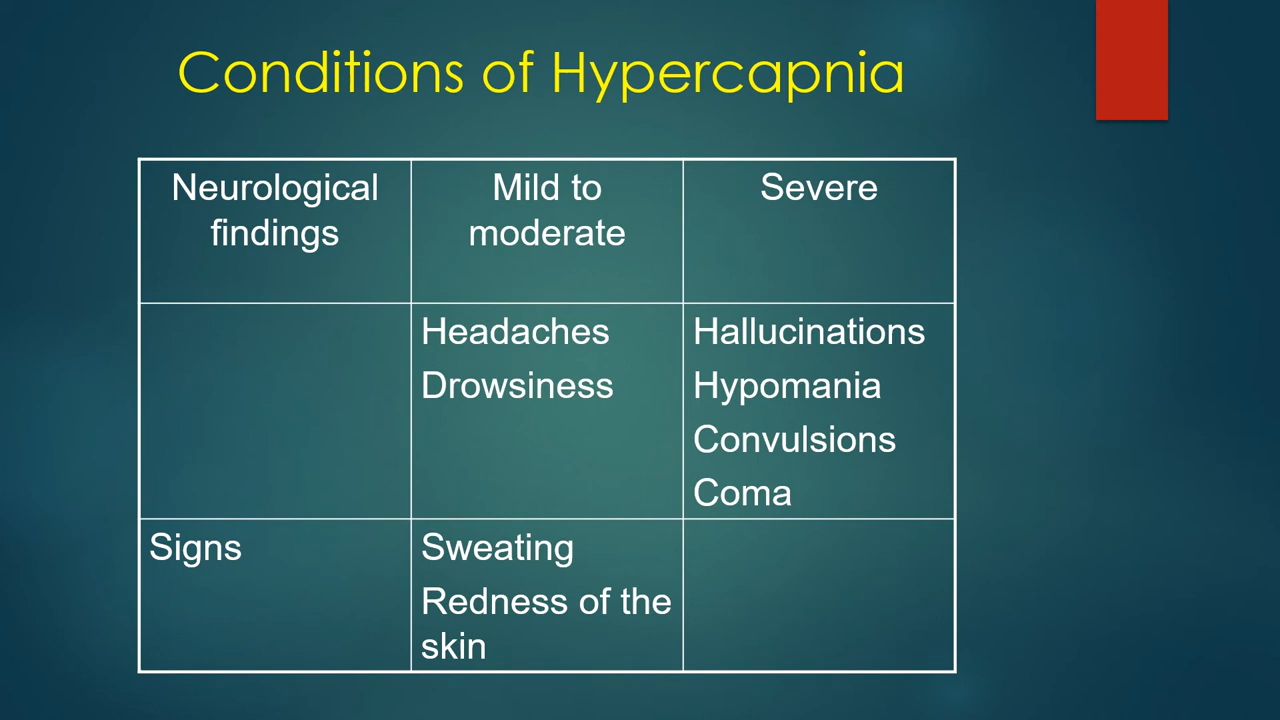 Conditions of Hypercapnia
Neurological
findings
Mild to
moderate
Severe
Headaches
Drowsiness
Hallucinations
Hypomania
Convulsions
Coma
Signs
Sweating
Redness of the
skin